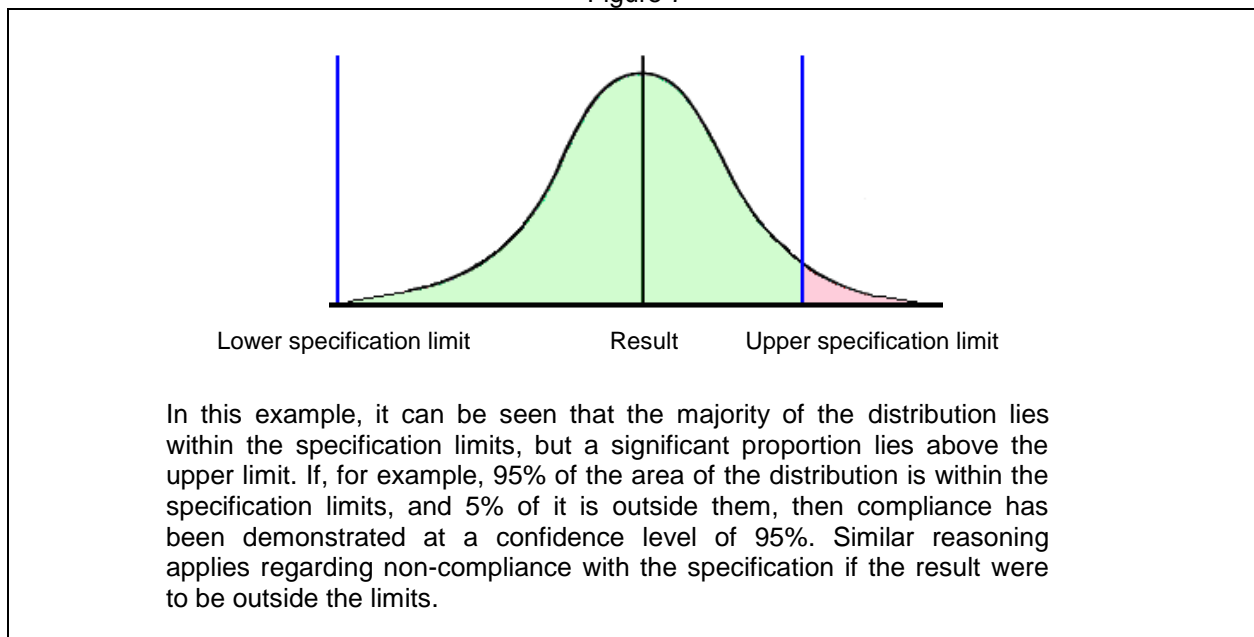 Lower specification limit Result Upper specification limit
In this example, it can be seen that the majority of the distribution lies
within the specification limits, but a significant proportion lies above the
upper limit. If, for example, 95% of the area of the distribution is within the
specification limits, and 5% of it is outside them, then compliance has
been demonstrated at a confidence level of 95%. Similar reasoning
applies regarding non-compliance with the specification if the result were
to be outside the limits.